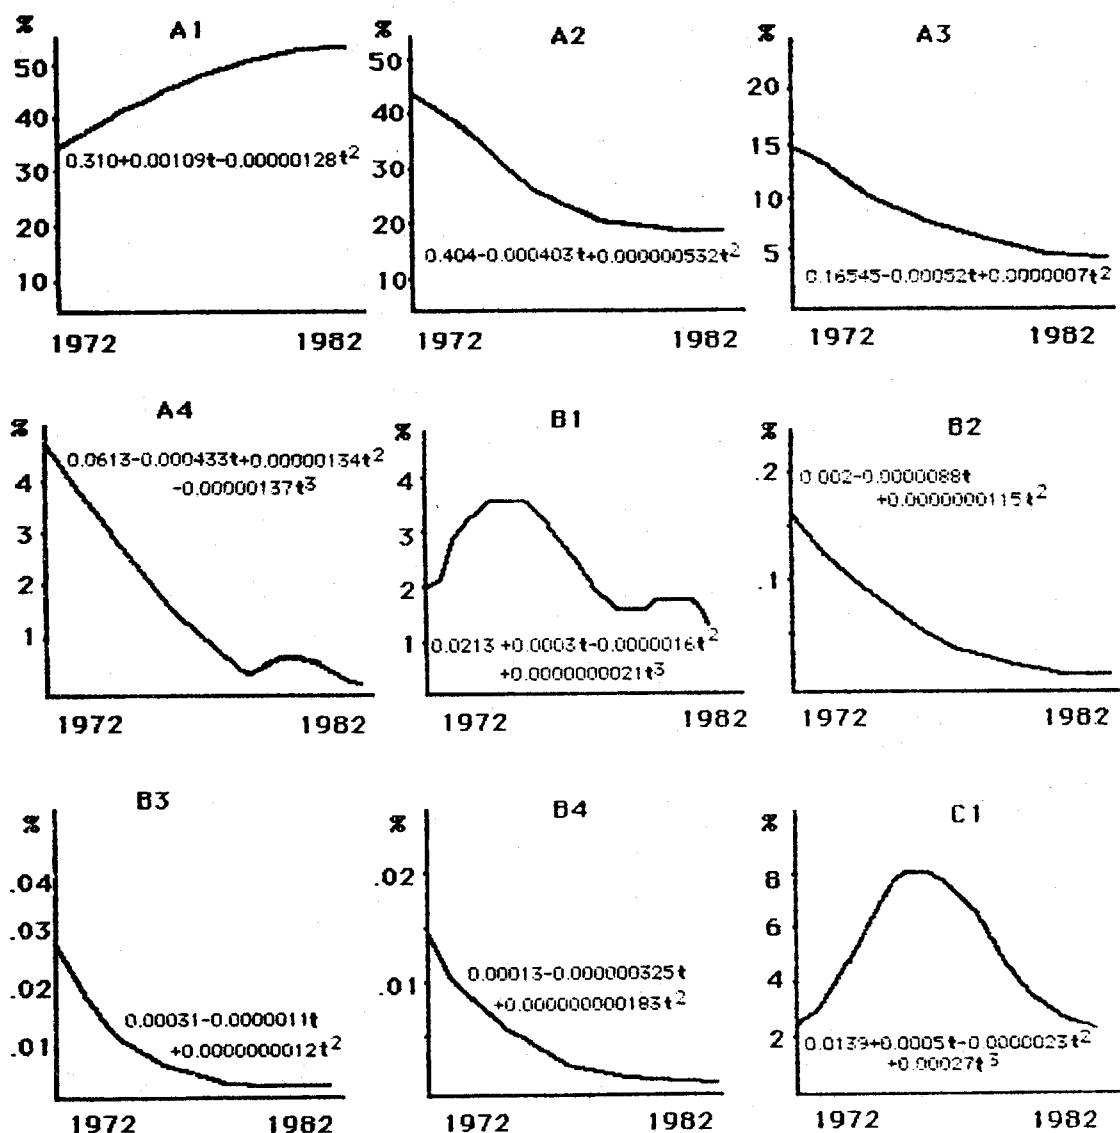 A1
%
50
40
30
20
10
0.310+0.00109t-0.00000128t²
1972 1982
A2
%
50
40
30
20
10
0.404-0.000403t+0.000000532t²
1972 1982
A3
%
20
15
10
5
0.16545-0.00052t+0.0000007t²
1972 1982
A4
%
4
3
2
1
0.0613-0.000433t+0.00000134t²
-0.00000137t³
1972 1982
B1
%
4
3
2
1
0.0213+0.0003t-0.0000016t²
+0.0000000021t³
1972 1982
B2
%
.2
.1
0.002-0.0000088t
+0.0000000115t²
1972 1982
B3
%
.04
.03
.02
.01
0.00031-0.0000011t
+0.0000000012t²
1972 1982
B4
%
.02
.01
0.00013-0.000000325t
+0.000000000183t²
1972 1982
C1
%
8
6
4
2
0.0139+0.0005t-0.0000023t²
+0.00027t³
1972 1982